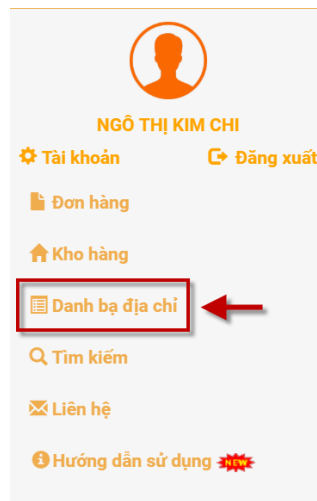 NGÔ THỊ KIM CHI
Tài khoản Đăng xuất
Đơn hàng
Kho hàng
Danh bạ địa chỉ
Tìm kiếm
Liên hệ
Hướng dẫn sử dụng NEW